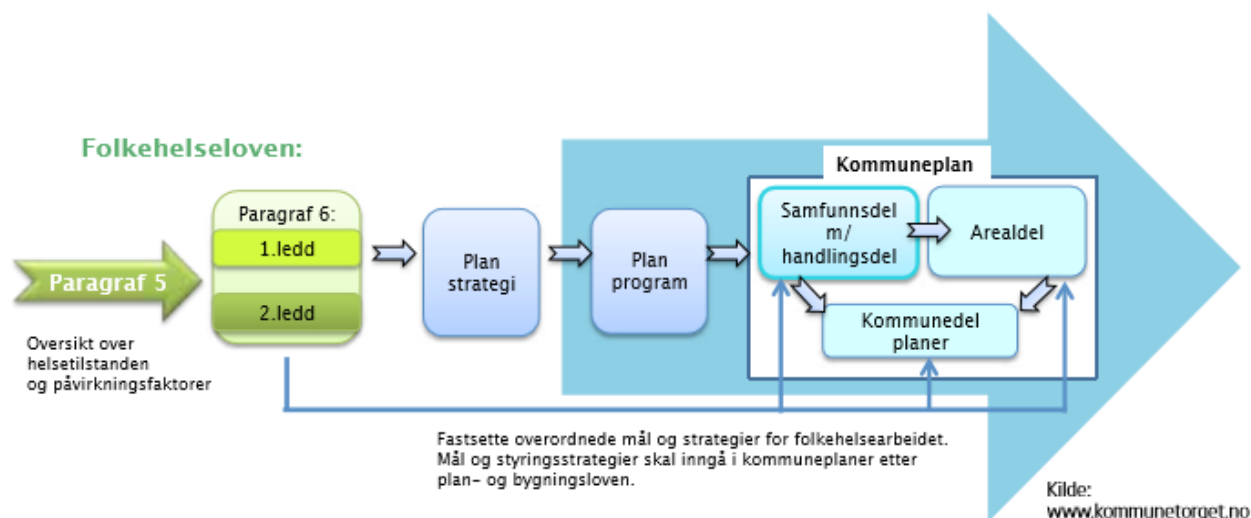 Folkehelseloven:
Paragraf 5
Oversikt over
helsetilstanden
og påvirkningsfaktorer
Paragraf 6:
1.ledd
2.ledd
Plan
strategi
Plan
program
Kommuneplan
Samfunnsdel
m/
handlingsdel
Arealdel
Kommunedel
planer
Fastsette overordnede mål og strategier for folkehelsearbeidet.
Mål og styringsstrategier skal inngå i kommuneplaner etter
plan- og bygningsloven.
Kilde:
www.kommunetorget.no